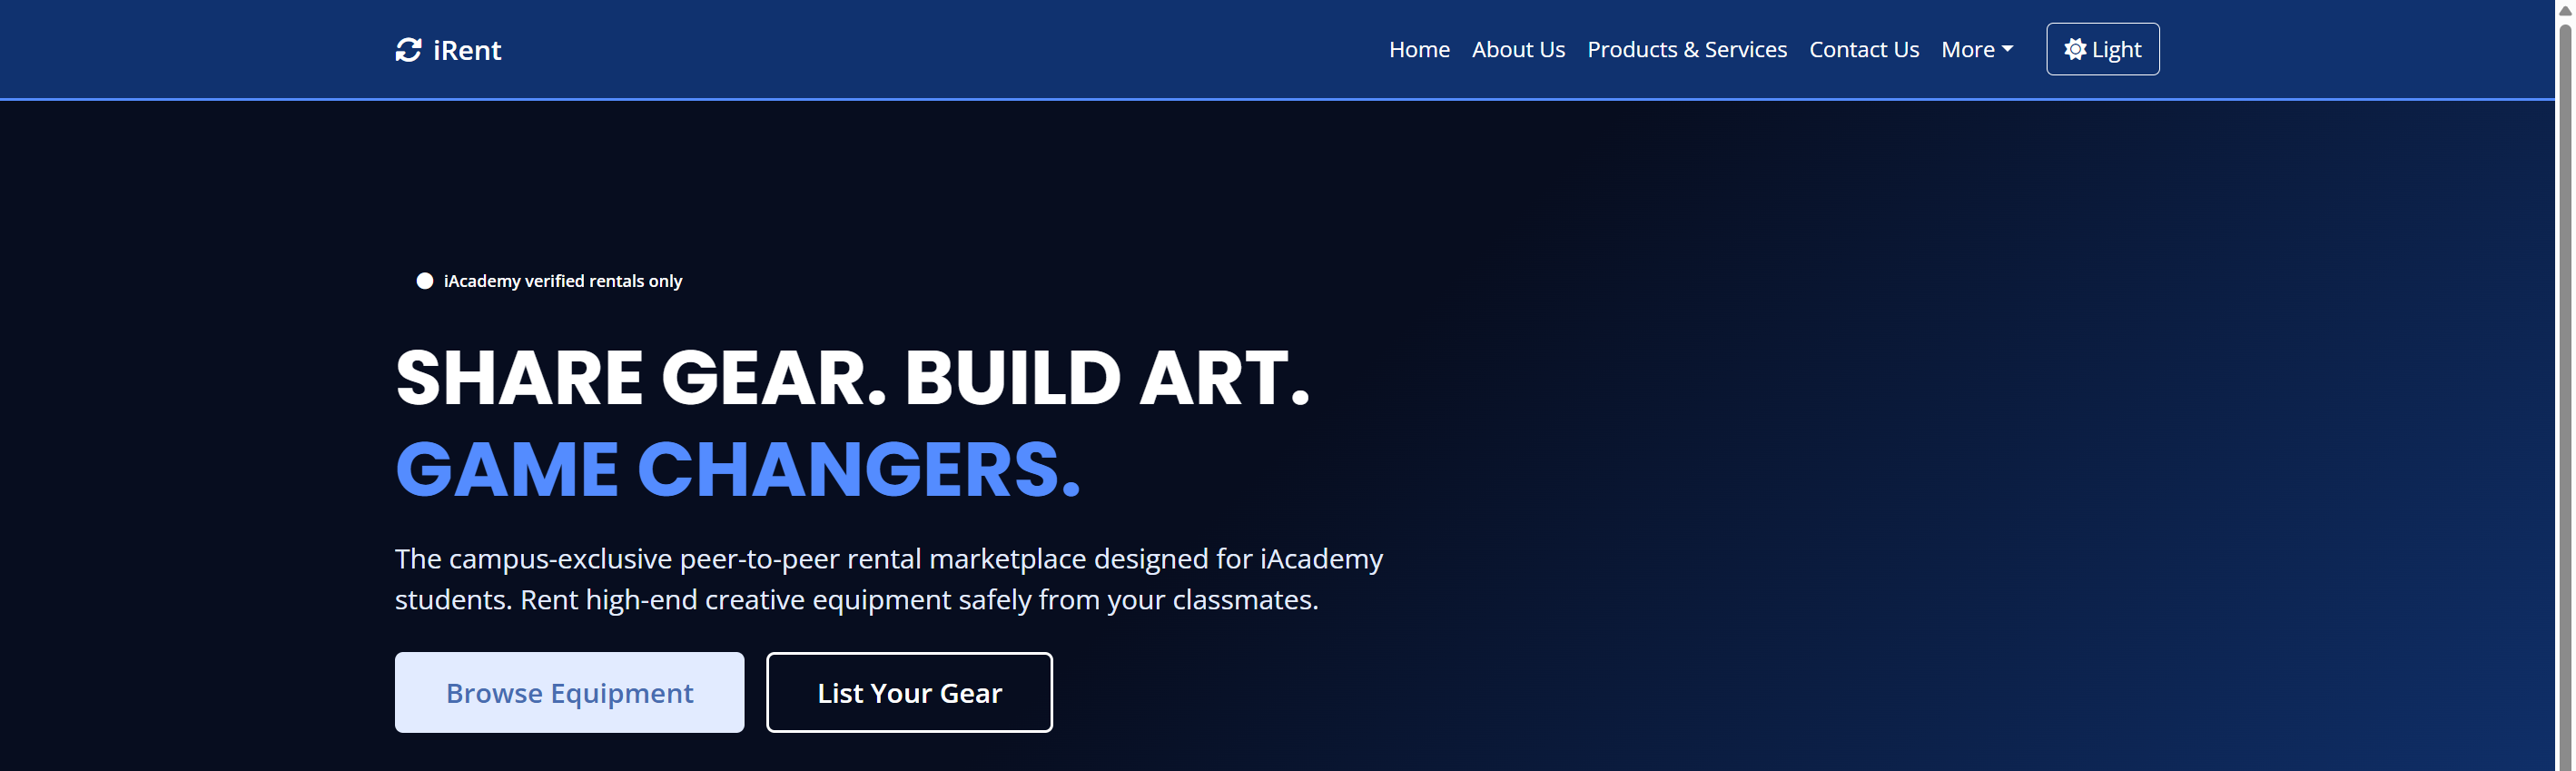 iRent
Home About Us Products & Services Contact Us More Light
iAcademy verified rentals only
SHARE GEAR. BUILD ART.
GAME CHANGERS.
The campus-exclusive peer-to-peer rental marketplace designed for iAcademy
students. Rent high-end creative equipment safely from your classmates.
Browse Equipment List Your Gear